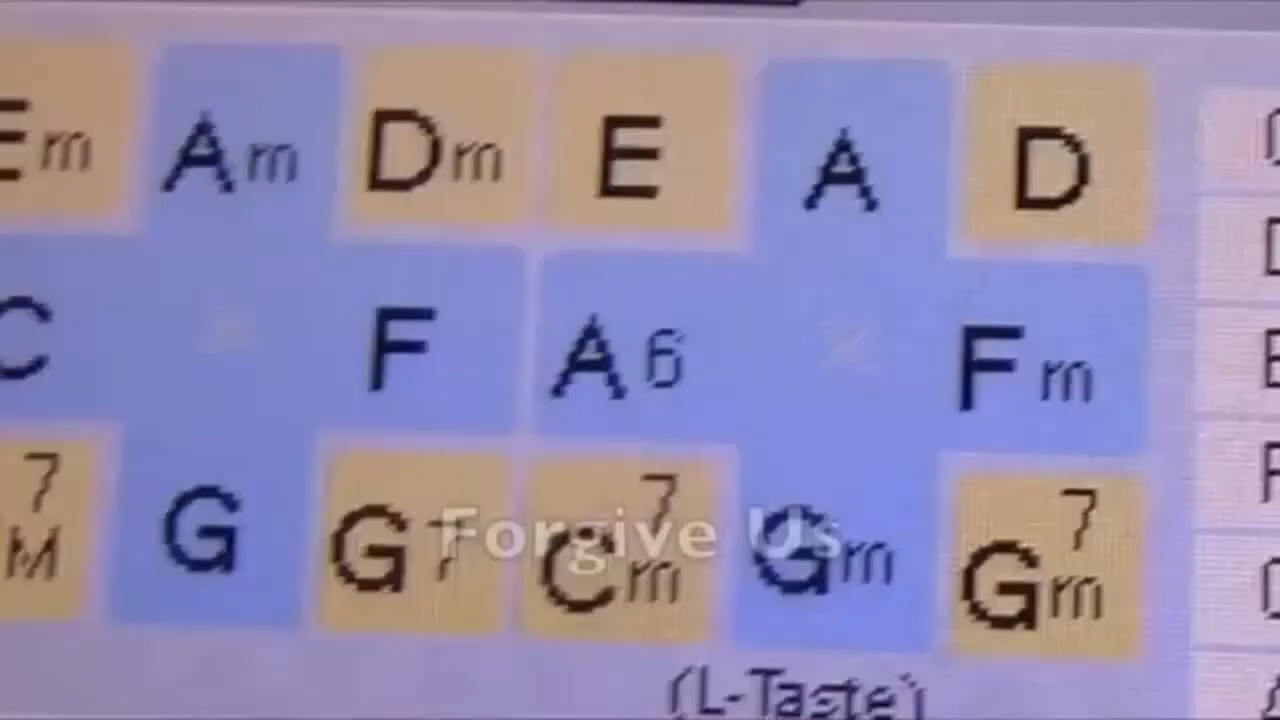 Em Am Dm E A D
C F A6 Fm
7M G G7 Cm7 Gm Gm7
Forgive Us
(L-Taste)